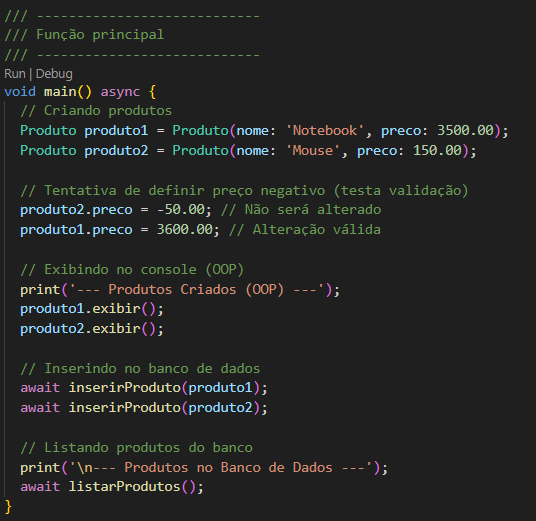 /// ----------------------------
/// Função principal
/// ----------------------------
Run | Debug
void main() async {
  // Criando produtos
  Produto produto1 = Produto(nome: 'Notebook', preco: 3500.00);
  Produto produto2 = Produto(nome: 'Mouse', preco: 150.00);

  // Tentativa de definir preço negativo (testa validação)
  produto2.preco = -50.00; // Não será alterado
  produto1.preco = 3600.00; // Alteração válida

  // Exibindo no console (OOP)
  print('--- Produtos Criados (OOP) ---');
  produto1.exibir();
  produto2.exibir();

  // Inserindo no banco de dados
  await inserirProduto(produto1);
  await inserirProduto(produto2);

  // Listando produtos do banco
  print('\n--- Produtos no Banco de Dados ---');
  await listarProdutos();
}